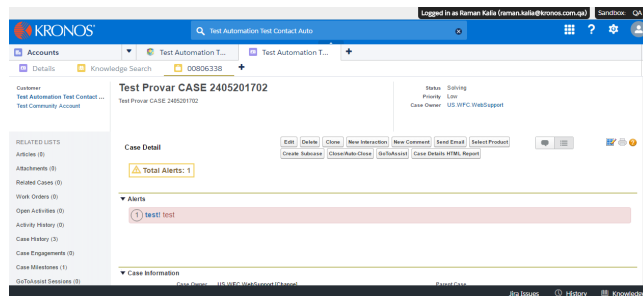 Logged in as Raman Kalia (raman.kalia@kronos.com.qa) Sandbox: QA
KRONOS
Test Automation Test Contact Auto
Accounts
Test Automation T...
Test Automation T...
Details
Knowledge Search
00806338
Customer
Test Automation Test Contact ...
Test Community Account
Test Provar CASE 2405201702
Test Provar CASE 2405201702
Status Solving
Priority Low
Case Owner US.WFC.WebSupport
RELATED LISTS
Articles (0)
Attachments (0)
Related Cases (0)
Work Orders (0)
Open Activities (0)
Activity History (0)
Case History (3)
Case Engagements (0)
Case Milestones (1)
GoToAssist Sessions (0)
Case Detail
Edit Delete Clone New Interaction New Comment Send Email Select Product
Create Subcase Close/Auto-Close GoToAssist Case Details HTML Report
Total Alerts: 1
Alerts
1 test! test
Case Information
Case Owner US.WFC.WebSupport [Change] Parent Case
Jira Issues History Knowledge